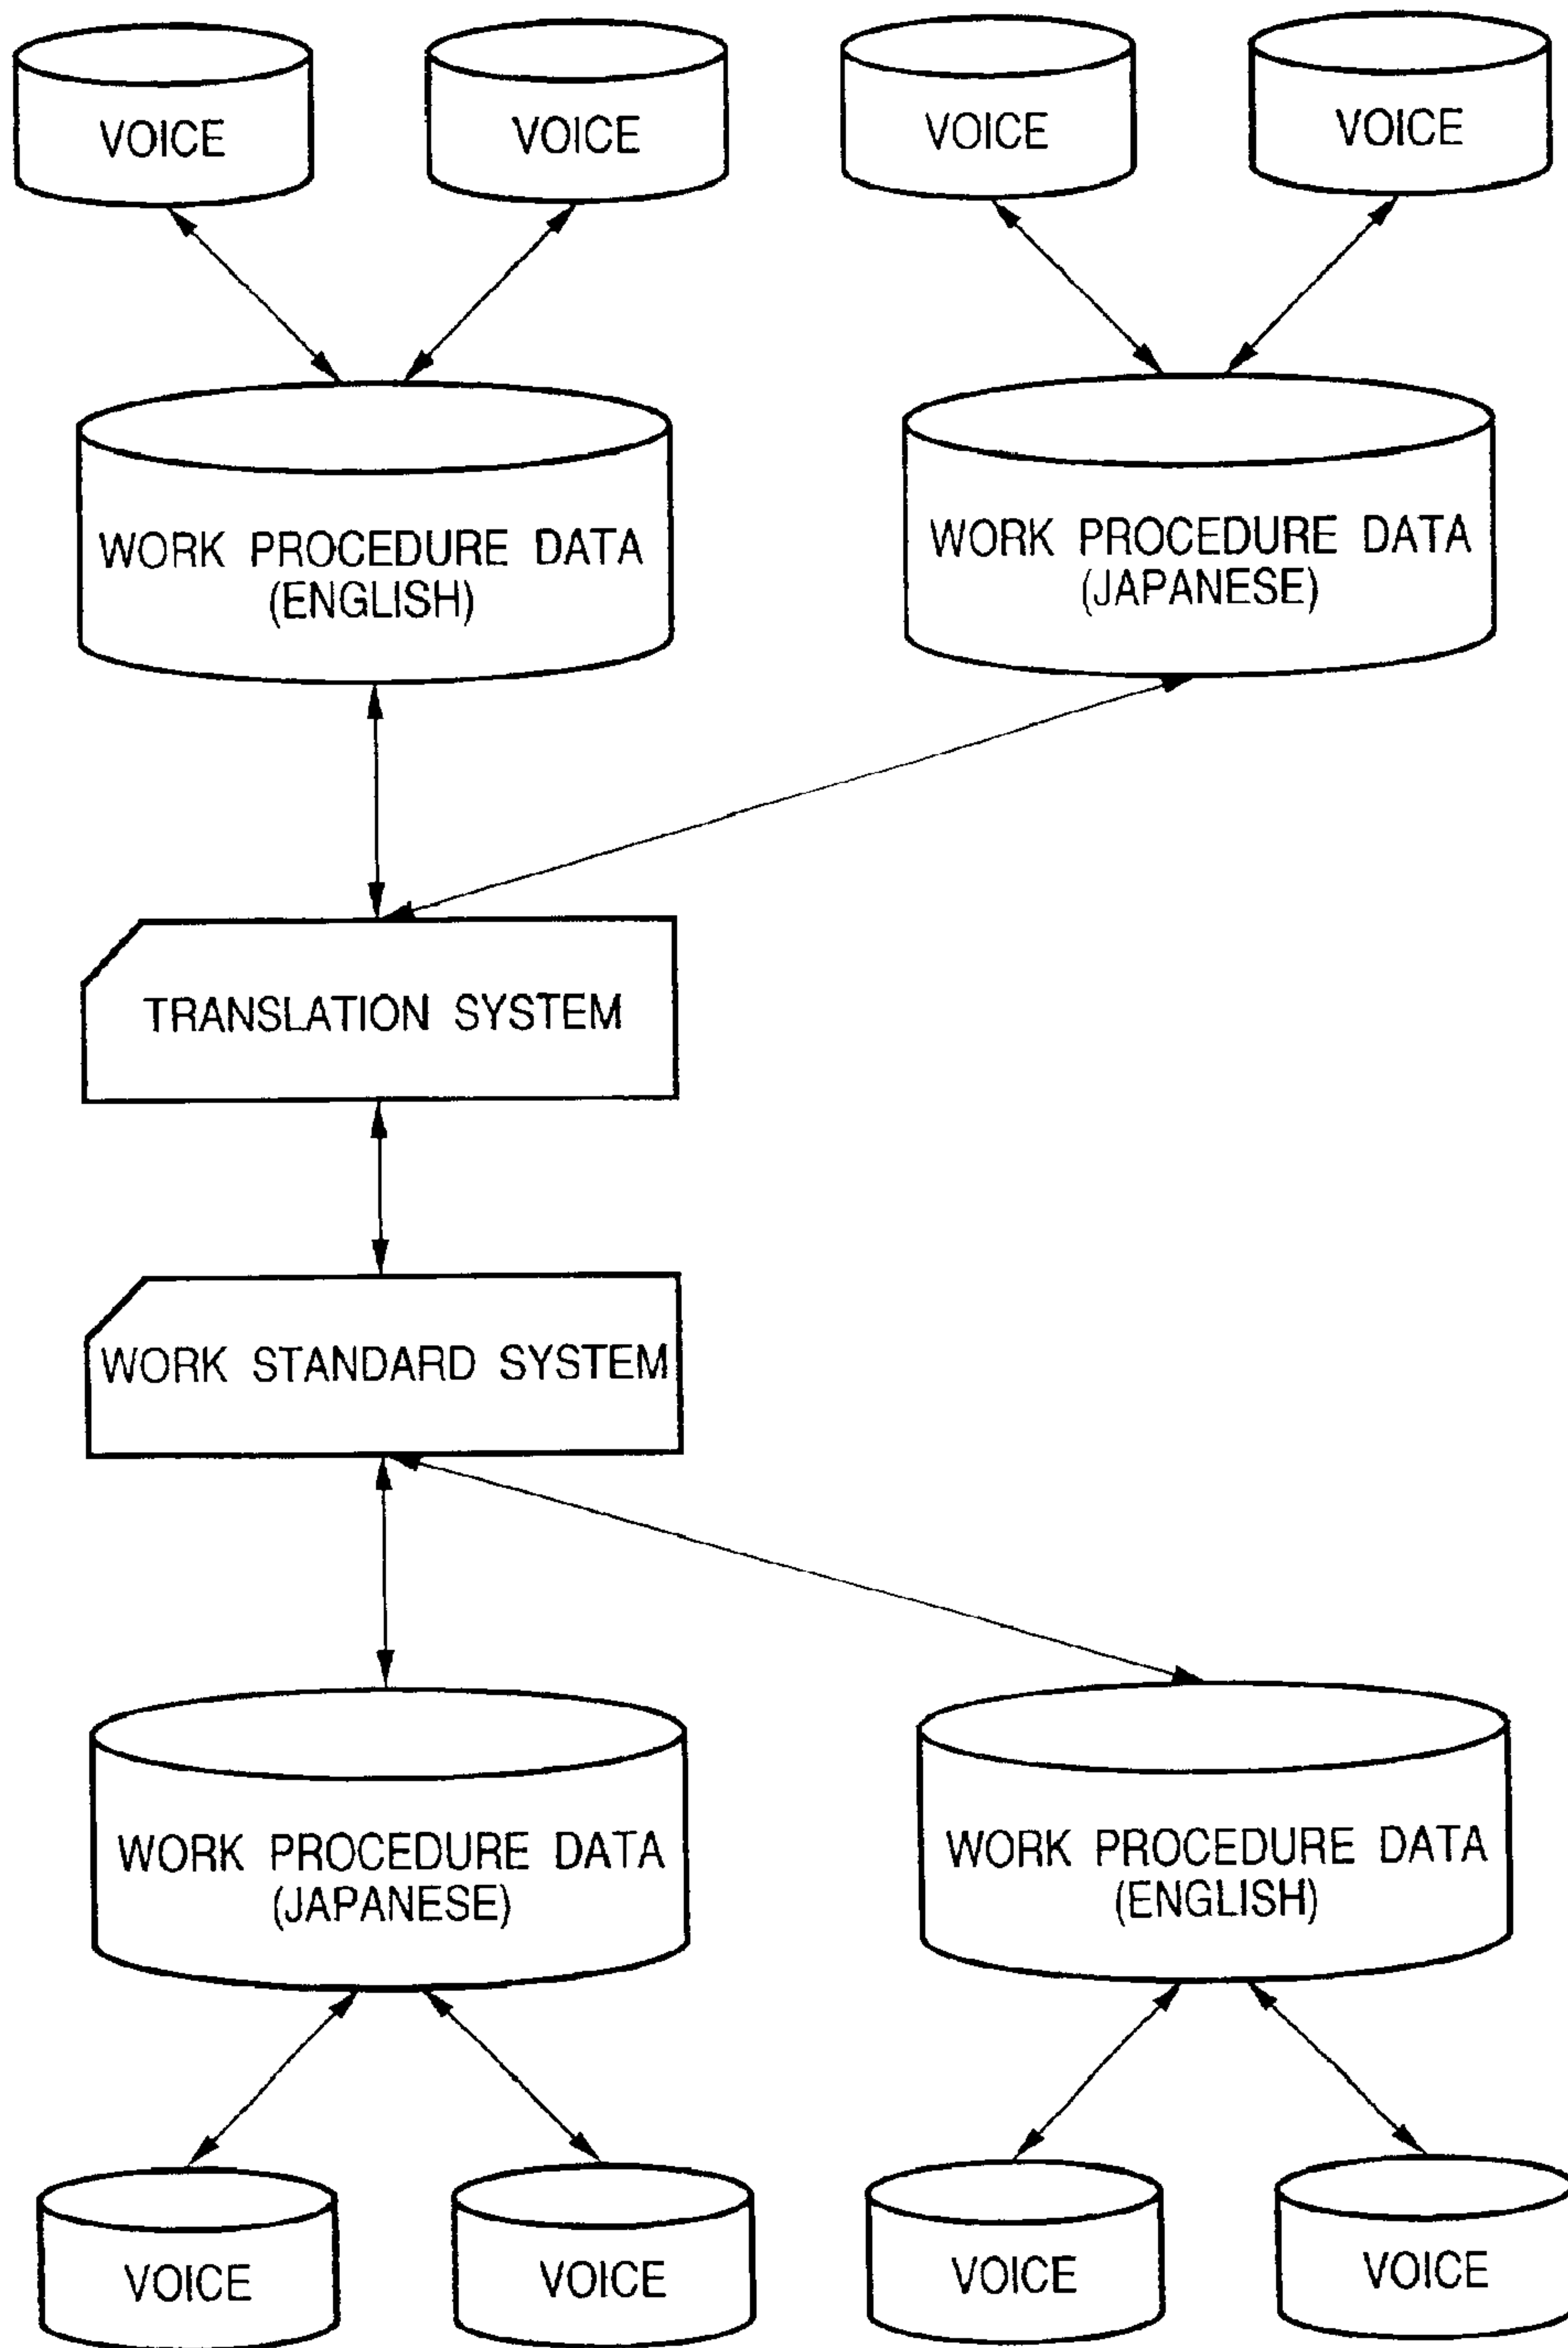 VOICE
VOICE
VOICE
VOICE
WORK PROCEDURE DATA
(ENGLISH)
WORK PROCEDURE DATA
(JAPANESE)
TRANSLATION SYSTEM
WORK STANDARD SYSTEM
WORK PROCEDURE DATA
(JAPANESE)
WORK PROCEDURE DATA
(ENGLISH)
VOICE
VOICE
VOICE
VOICE